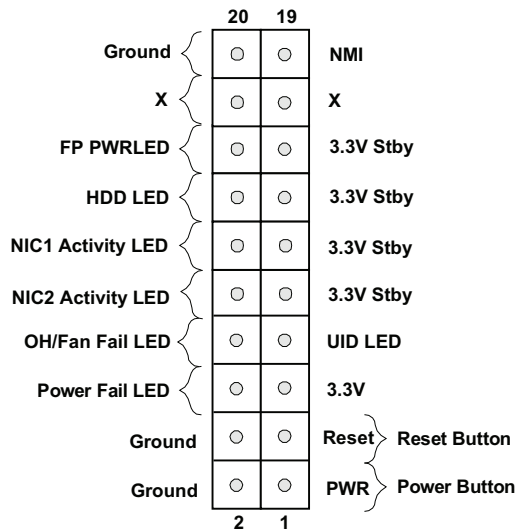 20 19
Ground NMI
X X
FP PWRLED 3.3V Stby
HDD LED 3.3V Stby
NIC1 Activity LED 3.3V Stby
NIC2 Activity LED 3.3V Stby
OH/Fan Fail LED UID LED
Power Fail LED 3.3V
Ground Reset Reset Button
Ground PWR Power Button
2 1